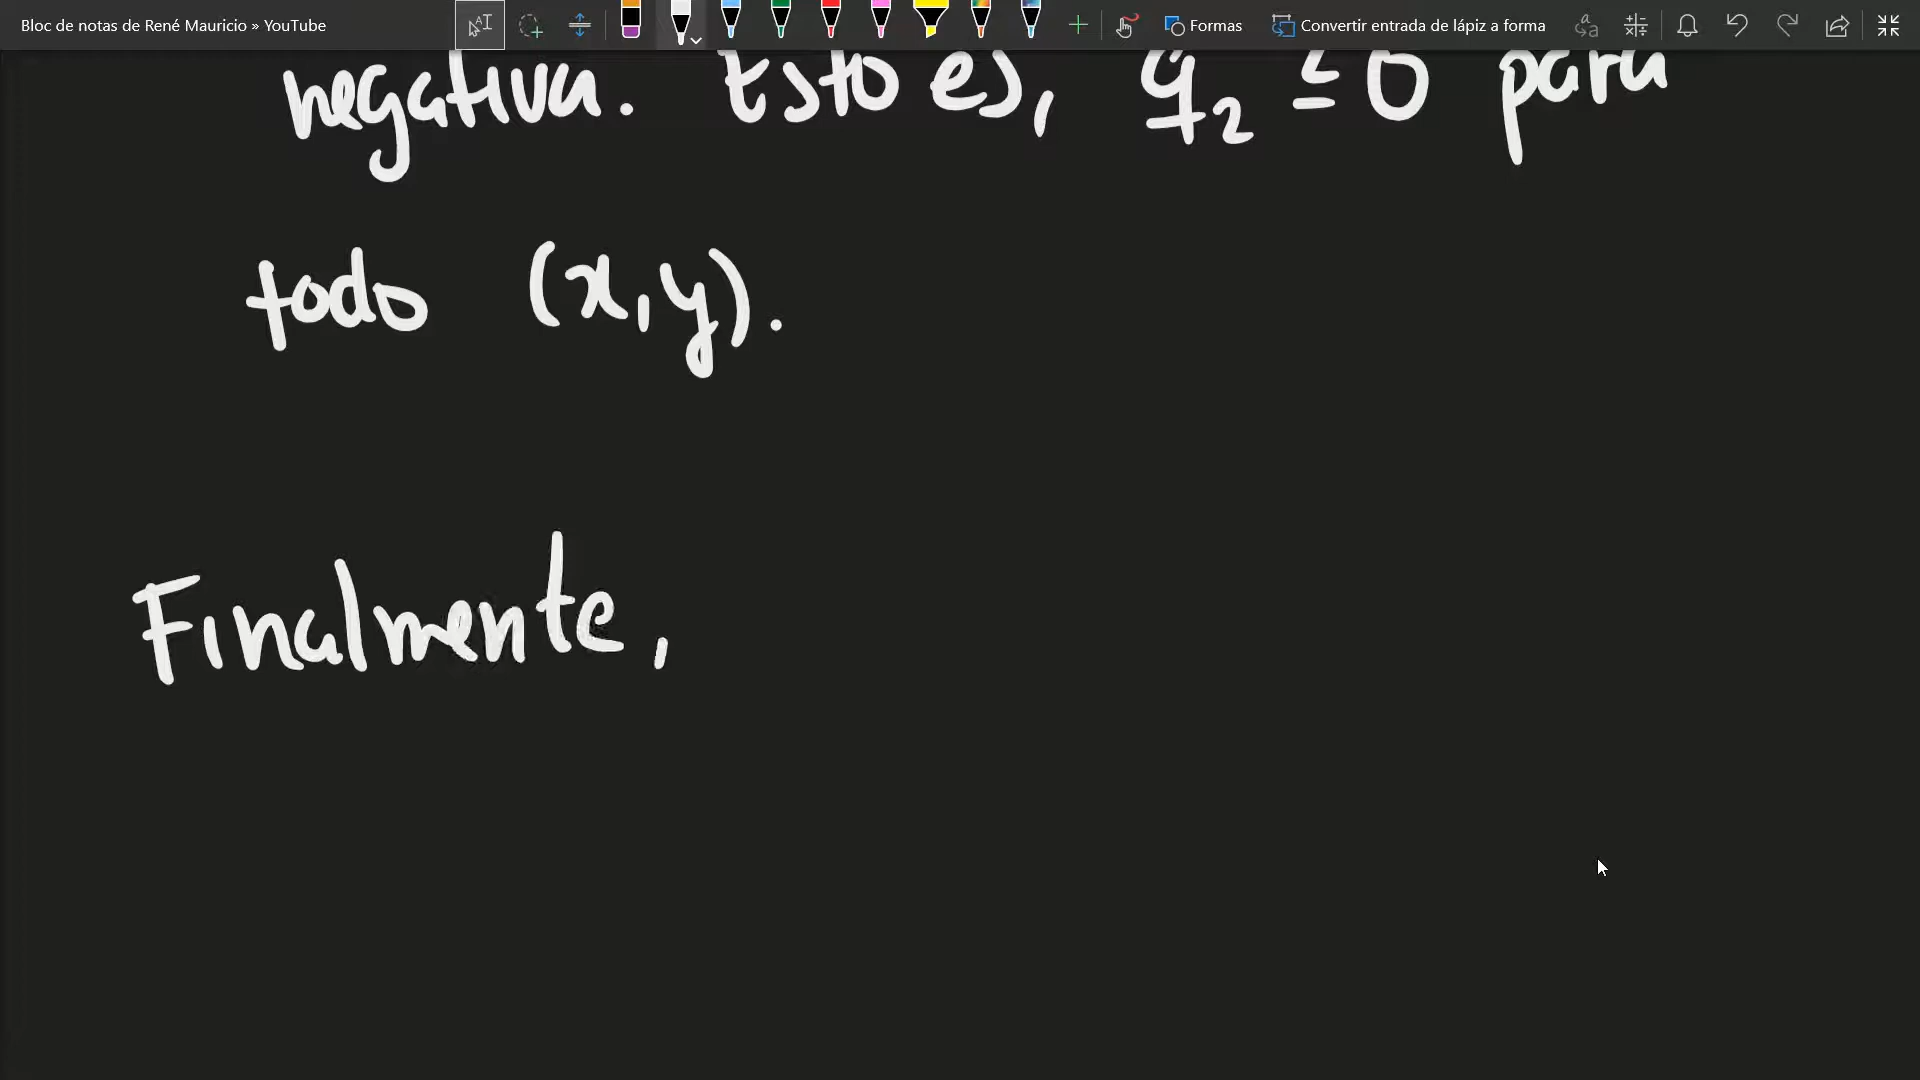 Bloc de notas de René Mauricio » YouTube
Formas
Convertir entrada de lápiz a forma
negativa. Esto es, q₂ ≤ 0 para
todo (x,y).
Finalmente,